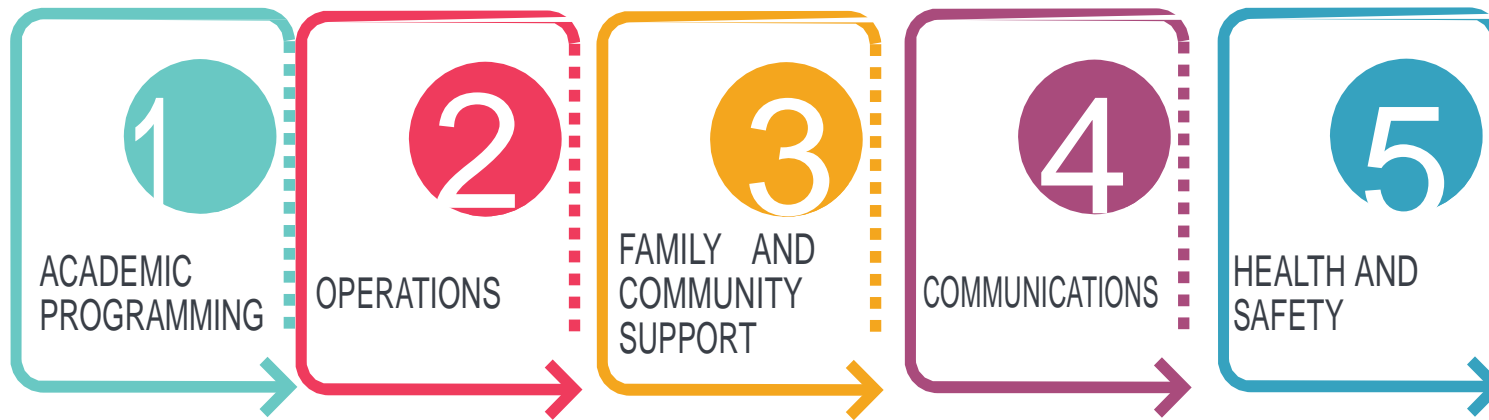 1
ACADEMIC
PROGRAMMING
2
OPERATIONS
3
FAMILY AND
COMMUNITY
SUPPORT
4
COMMUNICATIONS
5
HEALTH AND
SAFETY